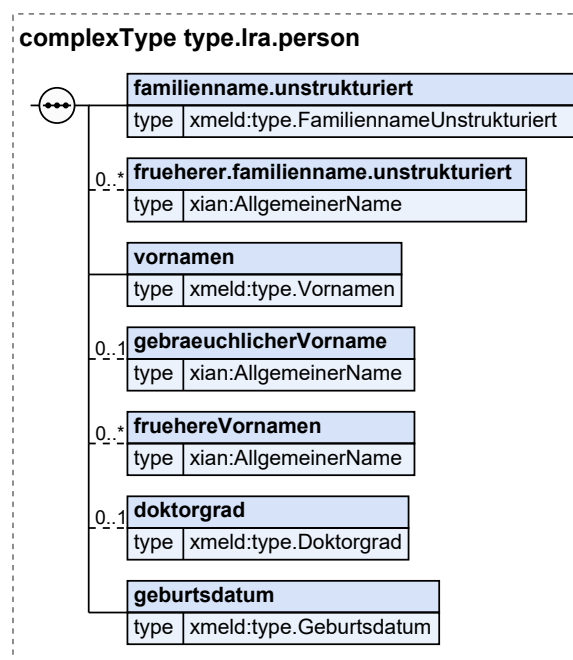 complexType type.lra.person
familienname.unstrukturiert
type xmeld:type.FamiliennameUnstrukturiert
0..* frueherer.familienname.unstrukturiert
type xian:AllgemeinerName
vornamen
type xmeld:type.Vornamen
0..1 gebraeuchlicherVorname
type xian:AllgemeinerName
0..* fruehereVornamen
type xian:AllgemeinerName
0..1 doktorgrad
type xmeld:type.Doktorgrad
geburtsdatum
type xmeld:type.Geburtsdatum